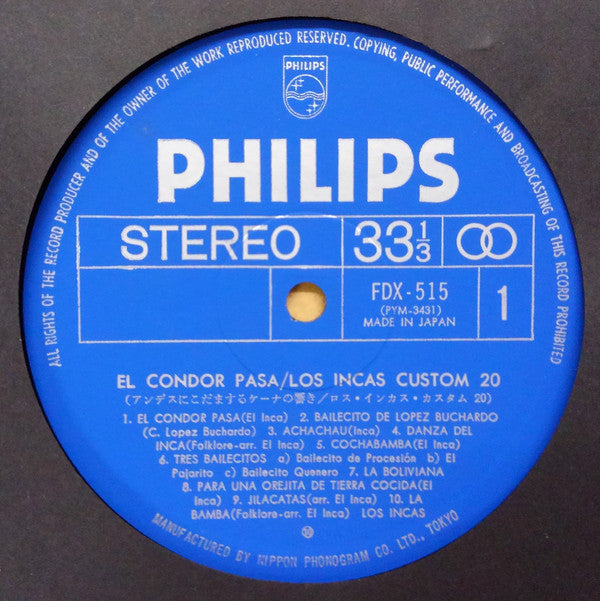 ALL RIGHTS OF THE RECORD PRODUCER AND OF THE OWNER OF THE WORK REPRODUCED RESERVED. COPYING, PUBLIC PERFORMANCE AND BROADCASTING OF THIS RECORD PROHIBITED
PHILIPS
PHILIPS
STEREO 33⅓
FDX-515
(PYM-3431)
MADE IN JAPAN
1
EL CONDOR PASA/LOS INCAS CUSTOM 20
(アンデスにこだまするケーナの響き/ロス・インカス・カスタム 20)
1. EL CONDOR PASA(El Inca) 2. BAILECITO DE LOPEZ BUCHARDO
(C. Lopez Buchardo) 3. ACHACHAU(Inca) 4. DANZA DEL
INCA(Folklore-arr. El Inca) 5. COCHABAMBA(El Inca)
6. TRES BAILECITOS a) Bailecito de Procesión b) El
Pajarito c) Bailecito Quenero 7. LA BOLIVIANA
8. PARA UNA OREJITA DE TIERRA COCIDA(El
Inca) 9. JILACATAS(arr. El Inca) 10. LA
BAMBA(Folklore-arr. El Inca) LOS INCAS
MANUFACTURED BY NIPPON PHONOGRAM CO. LTD., TOKYO